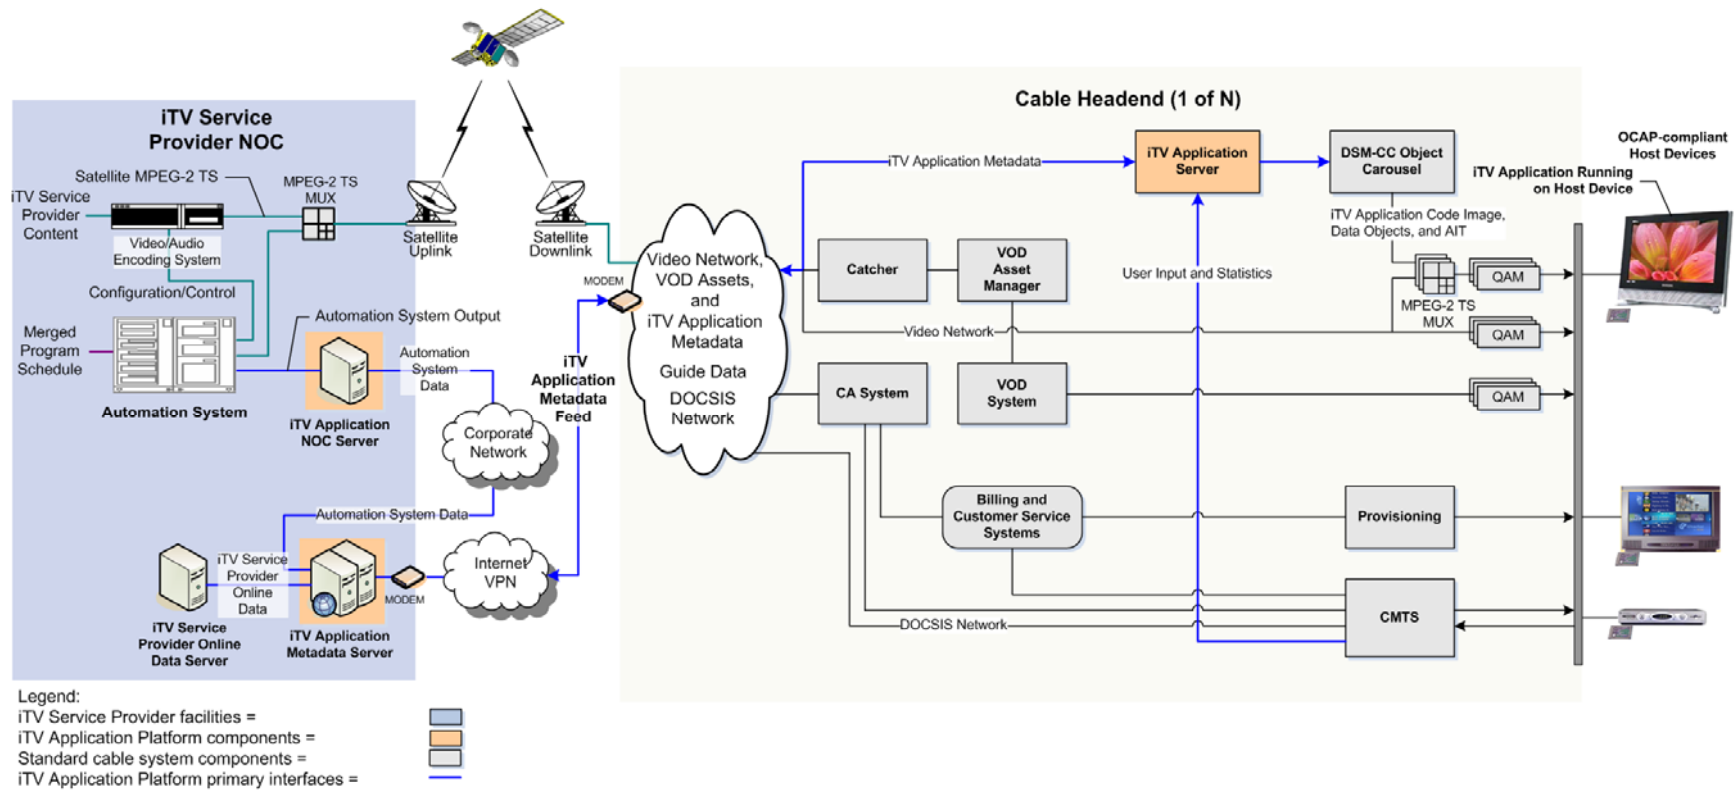 iTV Service
Provider NOC
Satellite MPEG-2 TS
MPEG-2 TS
MUX
iTV Service
Provider
Content
Video/Audio
Encoding System
Configuration/Control
Satellite
Uplink
Satellite
Downlink
Merged
Program
Schedule
Automation System Output
Automation System
Automation
System
Data
iTV Application
NOC Server
Corporate
Network
Automation System Data
iTV Service
Provider
Online
Data
iTV Service
Provider Online
Data Server
iTV Application
Metadata Server
MODEM
Internet
VPN
iTV
Application
Metadata
Feed
MODEM
Cable Headend (1 of N)
Video Network,
VOD Assets,
and
iTV Application
Metadata
Guide Data
DOCSIS
Network
iTV Application Metadata
iTV Application
Server
DSM-CC Object
Carousel
iTV Application Code Image,
Data Objects, and AIT
Catcher
VOD
Asset
Manager
User Input and Statistics
MPEG-2 TS
MUX
QAM
Video Network
QAM
CA System
VOD
System
QAM
Billing and
Customer Service
Systems
Provisioning
CMTS
DOCSIS Network
OCAP-compliant
Host Devices
iTV Application Running
on Host Device
Legend:
iTV Service Provider facilities =
iTV Application Platform components =
Standard cable system components =
iTV Application Platform primary interfaces =